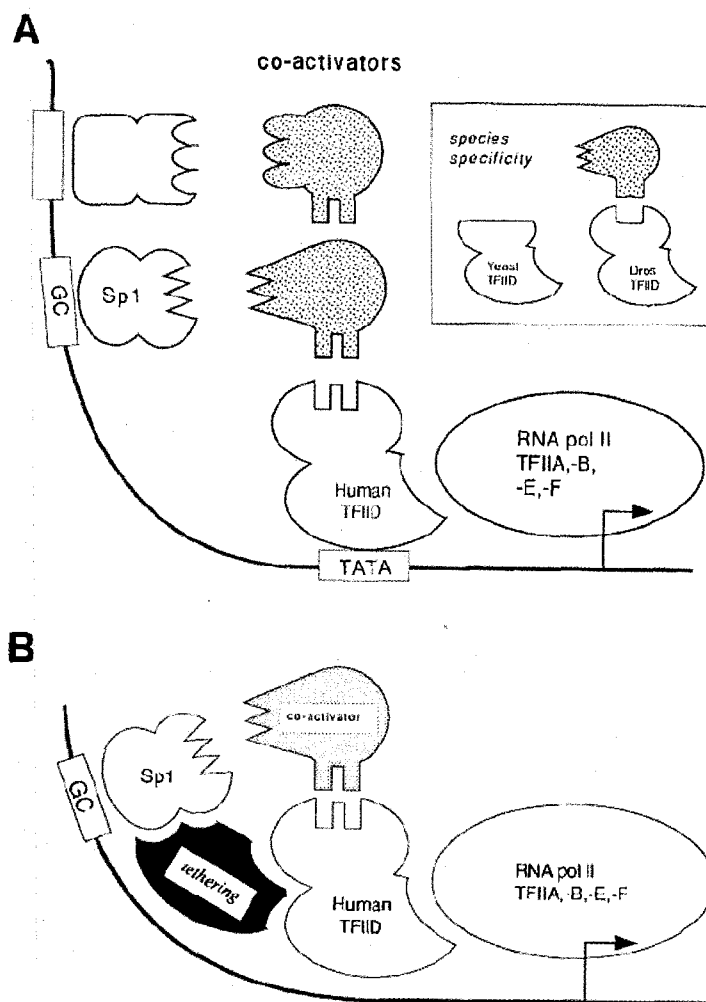 A
co-activators
species
specificity
Yeast
TFIID
Dros
TFIID
GC
Sp1
RNA pol II
TFIIA,-B,
-E,-F
Human
TFIID
TATA
B
co-activator
GC
Sp1
tethering
Human
TFIID
RNA pol II
TFIIA,-B,-E,-F